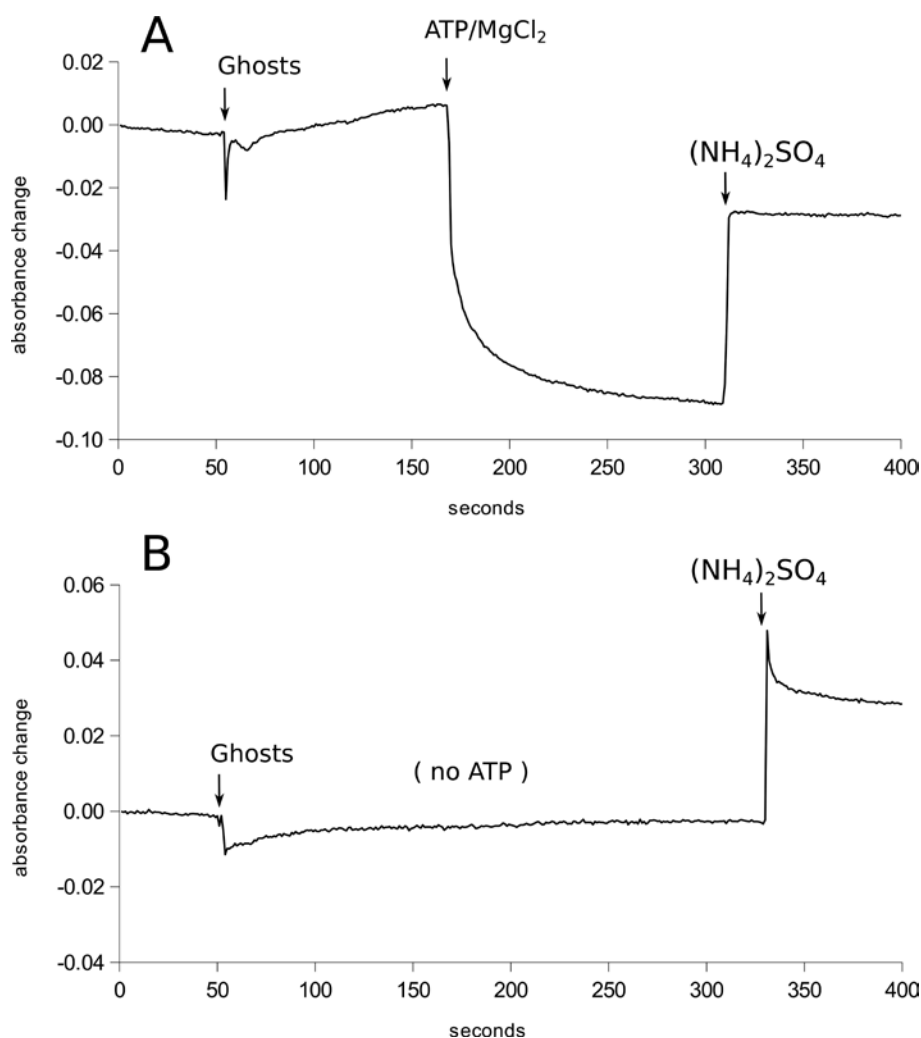 A
ATP/MgCl₂
Ghosts
(NH₄)₂SO₄
0.02
0.00
-0.02
-0.04
-0.06
-0.08
-0.10
absorbance change
0 50 100 150 200 250 300 350 400
seconds
B
(NH₄)₂SO₄
Ghosts
( no ATP )
0.06
0.04
0.02
0.00
-0.02
-0.04
absorbance change
0 50 100 150 200 250 300 350 400
seconds